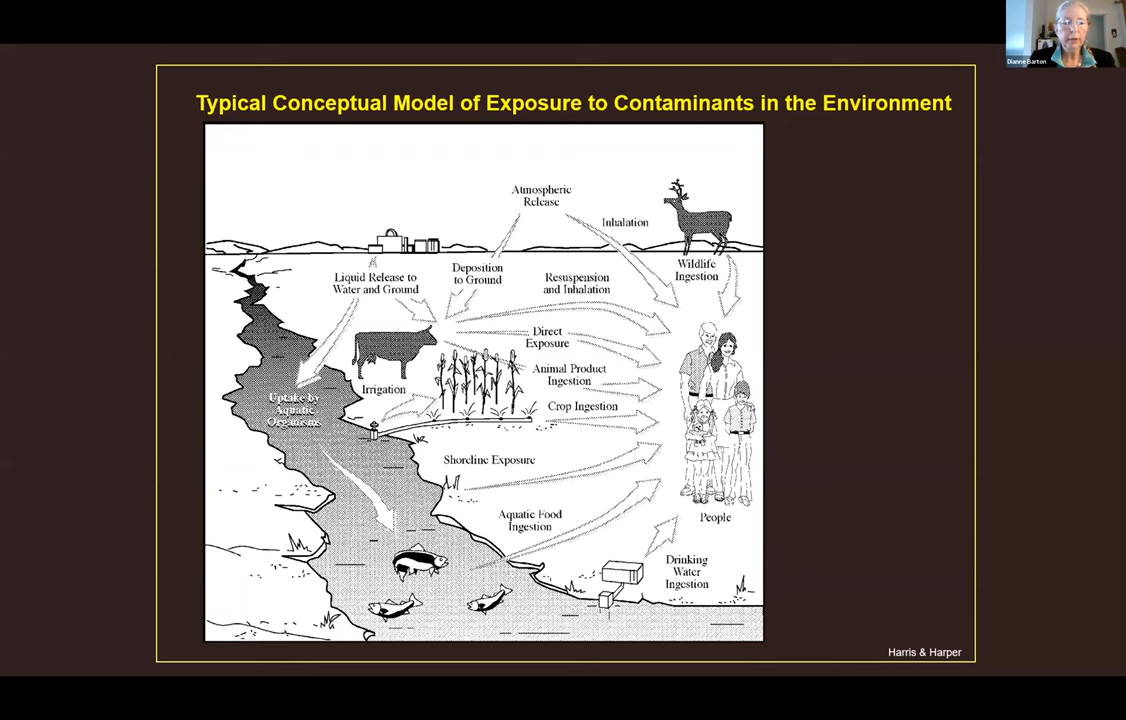 Dianne Barton
Typical Conceptual Model of Exposure to Contaminants in the Environment
Atmospheric
Release
Inhalation
Wildlife
Ingestion
Liquid Release to
Water and Ground
Deposition
to Ground
Resuspension
and Inhalation
Direct
Exposure
Animal Product
Ingestion
Irrigation
Crop Ingestion
Uptake by
Aquatic
Organisms
Shoreline Exposure
Aquatic Food
Ingestion
People
Drinking
Water
Ingestion
Harris & Harper